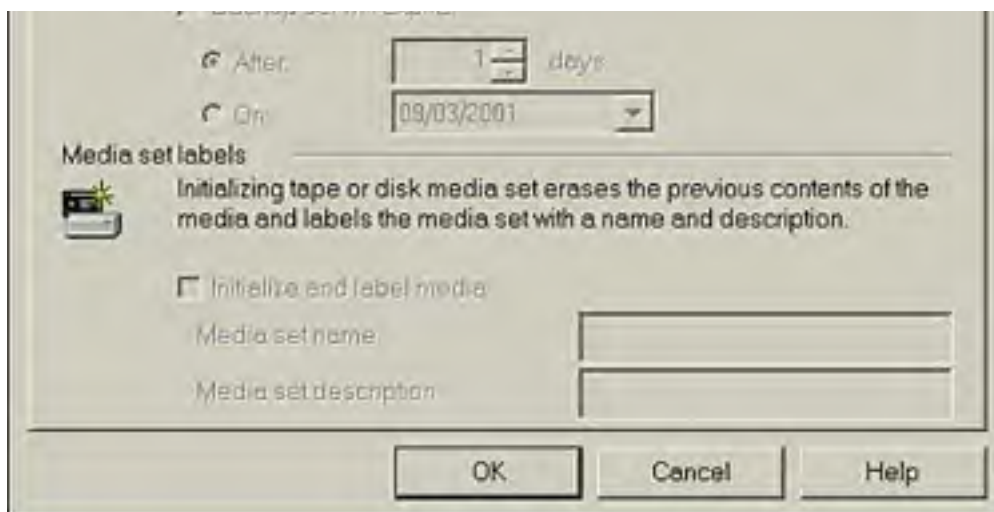 After:
1
days
On:
09/03/2001
Media set labels
Initializing tape or disk media set erases the previous contents of the
media and labels the media set with a name and description.
Initialize and label media
Media set name
Media set description
OK
Cancel
Help